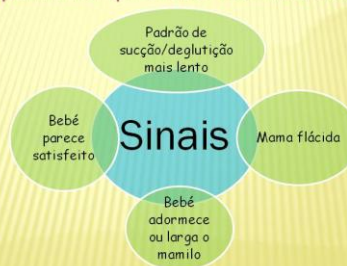 Padrão de
sucção/deglutição
mais lento
Bebé
parece
satisfeito
Sinais
Mama flácida
Bebé
adormece
ou larga o
mamilo